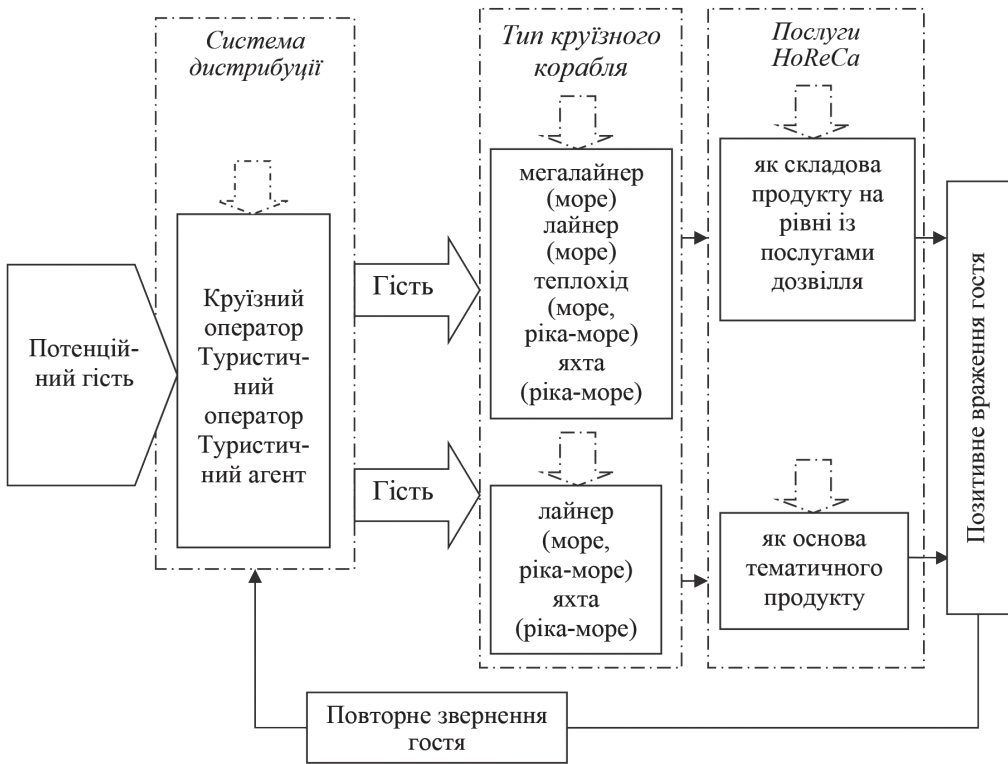 Система
дистрибуції
Тип круїзного
корабля
Послуги
HoReCa
Потенцій-
ний гість
Круїзний
оператор
Туристич-
ний
оператор
Туристич-
ний агент
Гість
Гість
мегалайнер
(море)
лайнер
(море)
теплохід
(море,
ріка-море)
яхта
(ріка-море)
лайнер
(море,
ріка-море)
яхта
(ріка-море)
як складова
продукту на
рівні із
послугами
дозвілля
як основа
тематичного
продукту
Позитивне враження гостя
Повторне звернення
гостя